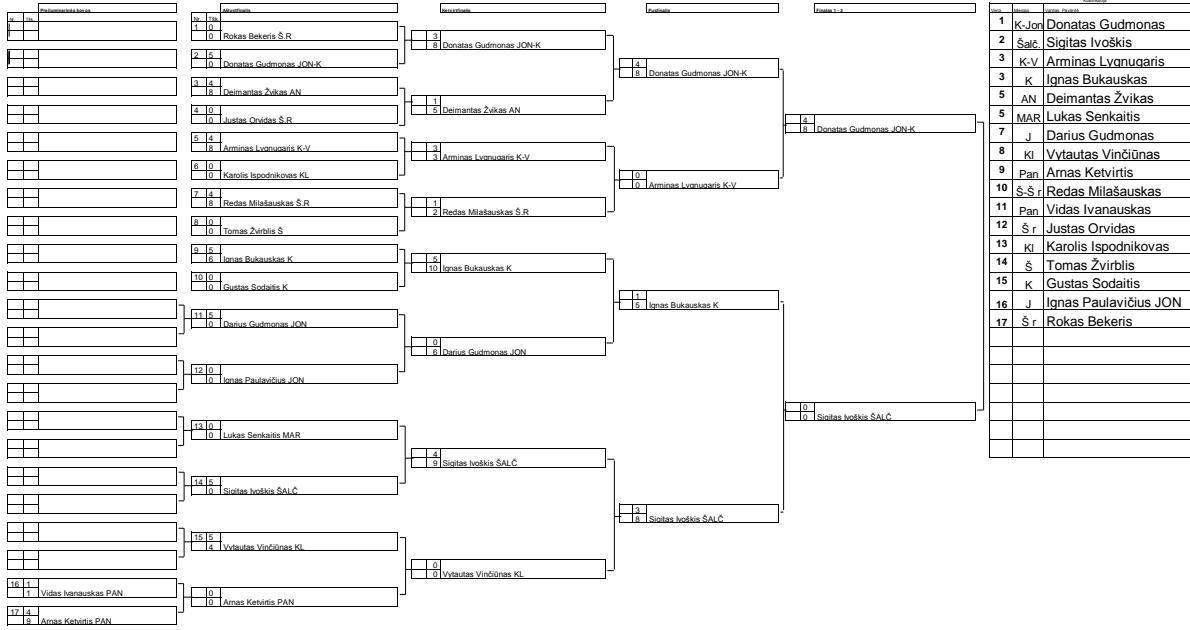 Nr. Tšk. Preliuminarinės kovos
16 1
1 Vidas Ivanauskas PAN
17 4
9 Arnas Ketvirtis PAN
Nr. Tšk. Aštuntfinalis
1 0
0 Rokas Bekeris Š.R
2 5
0 Donatas Gudmonas JON-K
3 4
8 Deimantas Žvikas AN
4 0
0 Justas Orvidas Š.R
5 4
8 Arminas Lygnugaris K-V
6 0
0 Karolis Ispodnikovas KL
7 4
8 Redas Milašauskas Š.R
8 0
0 Tomas Žvirblis Š
9 5
6 Ignas Bukauskas K
10 0
0 Gustas Sodaitis K
11 5
0 Darius Gudmonas JON
12 0
0 Ignas Paulavičius JON
13 0
0 Lukas Senkaitis MAR
14 5
0 Sigitas Ivoškis ŠALČ
15 5
4 Vytautas Vinčiūnas KL
0
0 Arnas Ketvirtis PAN
Ketvirtfinalis
3
8 Donatas Gudmonas JON-K
1
5 Deimantas Žvikas AN
3
3 Arminas Lygnugaris K-V
1
2 Redas Milašauskas Š.R
5
10 Ignas Bukauskas K
0
6 Darius Gudmonas JON
4
9 Sigitas Ivoškis ŠALČ
0
0 Vytautas Vinčiūnas KL
Pusfinalis
4
8 Donatas Gudmonas JON-K
0
0 Arminas Lygnugaris K-V
1
5 Ignas Bukauskas K
3
8 Sigitas Ivoškis ŠALČ
Finalas 1 - 2
4
8 Donatas Gudmonas JON-K
0
0 Sigitas Ivoškis ŠALČ
Vieta Miestas Vardas, Pavardė
1 K-Jon Donatas Gudmonas
2 Šalč. Sigitas Ivoškis
3 K-V Arminas Lygnugaris
3 K Ignas Bukauskas
5 AN Deimantas Žvikas
5 MAR Lukas Senkaitis
7 J Darius Gudmonas
8 Kl Vytautas Vinčiūnas
9 Pan Arnas Ketvirtis
10 Š-Š r Redas Milašauskas
11 Pan Vidas Ivanauskas
12 Š r Justas Orvidas
13 Kl Karolis Ispodnikovas
14 Š Tomas Žvirblis
15 K Gustas Sodaitis
16 J Ignas Paulavičius JON
17 Š r Rokas Bekeris